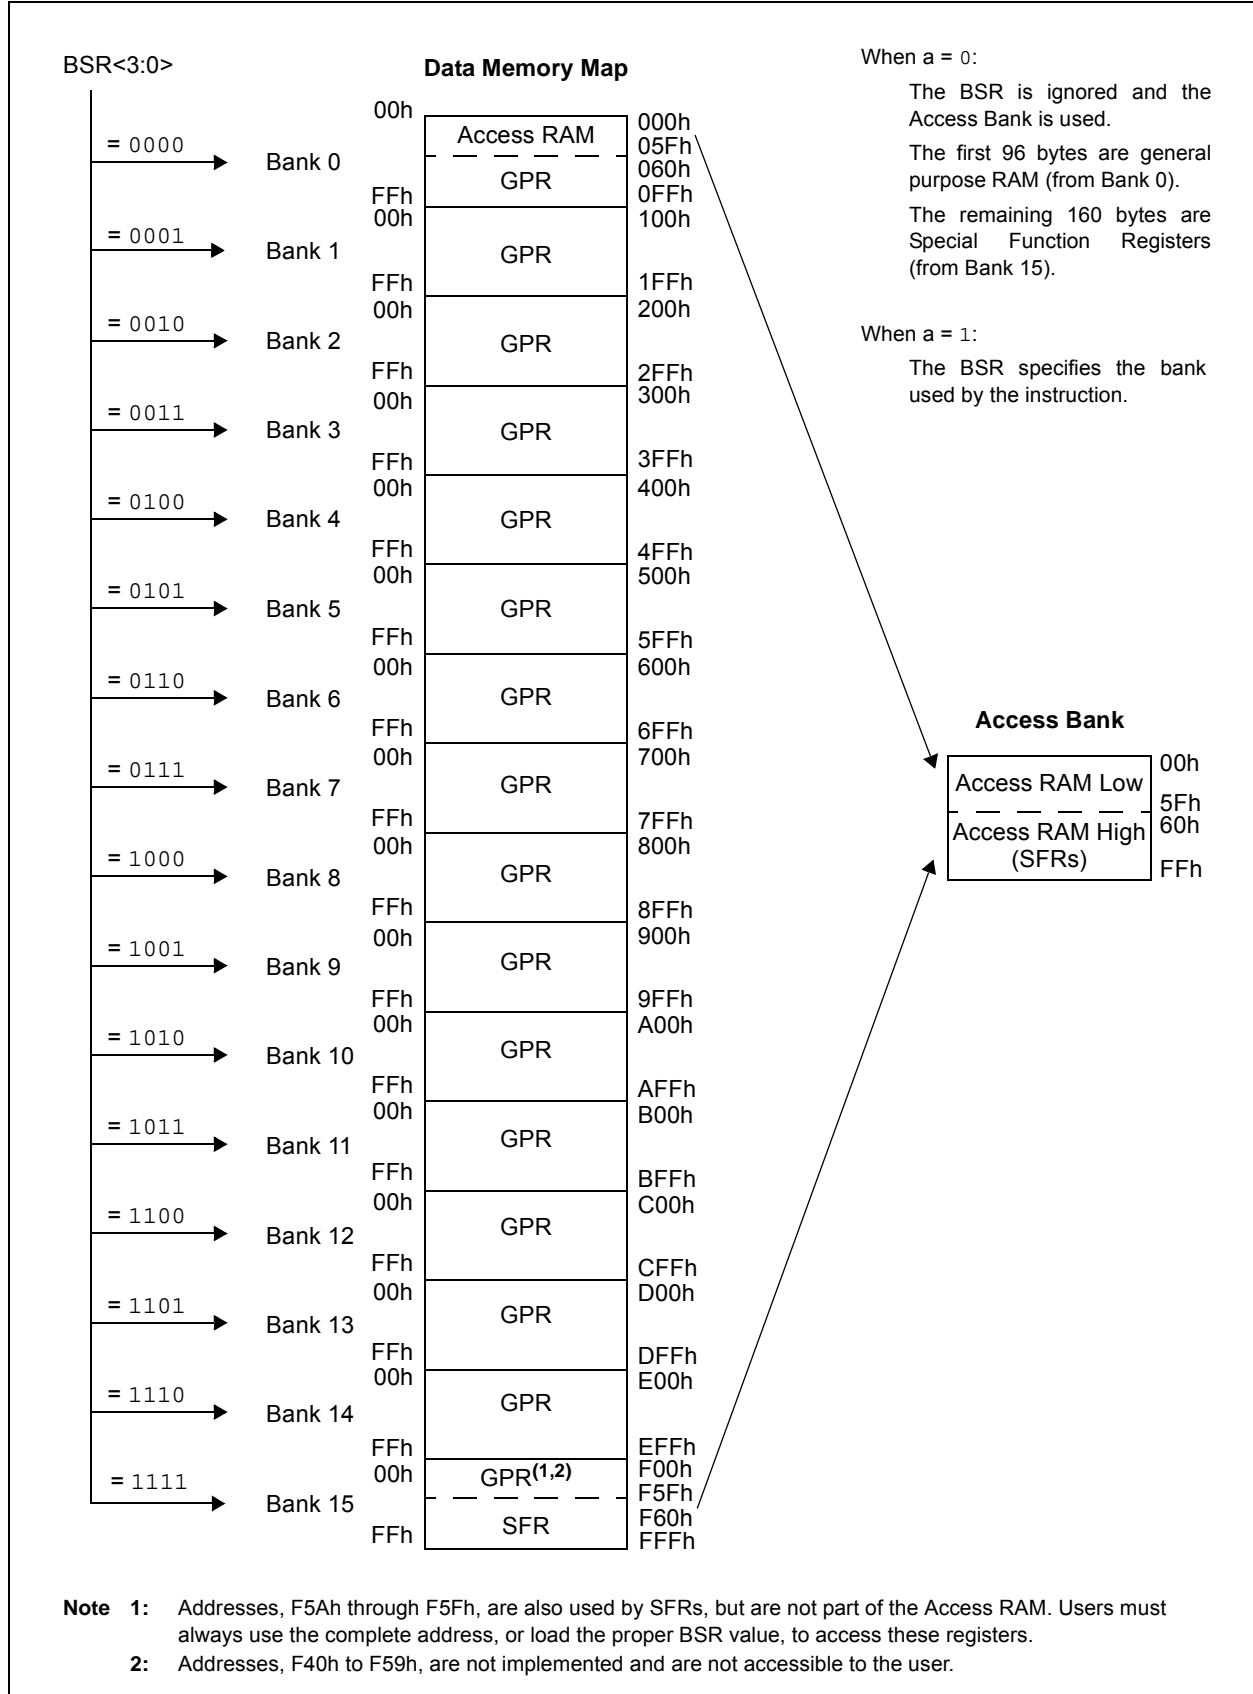 BSR<3:0>
Data Memory Map
When a = 0:
The BSR is ignored and the
Access Bank is used.
The first 96 bytes are general
purpose RAM (from Bank 0).
The remaining 160 bytes are
Special Function Registers
(from Bank 15).
When a = 1:
The BSR specifies the bank
used by the instruction.
00h
Access RAM
000h
05Fh
= 0000
Bank 0
060h
GPR
FFh
0FFh
00h
100h
= 0001
Bank 1
GPR
FFh
1FFh
00h
200h
= 0010
Bank 2
GPR
FFh
2FFh
00h
300h
= 0011
Bank 3
GPR
FFh
3FFh
00h
400h
= 0100
Bank 4
GPR
FFh
4FFh
00h
500h
= 0101
Bank 5
GPR
FFh
5FFh
00h
600h
= 0110
Bank 6
GPR
FFh
6FFh
00h
700h
= 0111
Bank 7
GPR
FFh
7FFh
00h
800h
= 1000
Bank 8
GPR
FFh
8FFh
00h
900h
= 1001
Bank 9
GPR
FFh
9FFh
00h
A00h
= 1010
Bank 10
GPR
FFh
AFFh
00h
B00h
= 1011
Bank 11
GPR
FFh
BFFh
00h
C00h
= 1100
Bank 12
GPR
FFh
CFFh
00h
D00h
= 1101
Bank 13
GPR
FFh
DFFh
00h
E00h
= 1110
Bank 14
GPR
FFh
EFFh
00h
F00h
= 1111
GPR(1,2)
F5Fh
Bank 15
F60h
SFR
FFh
FFFh
Access Bank
Access RAM Low
00h
5Fh
Access RAM High
60h
(SFRs)
FFh
Note 1: Addresses, F5Ah through F5Fh, are also used by SFRs, but are not part of the Access RAM. Users must
always use the complete address, or load the proper BSR value, to access these registers.
2: Addresses, F40h to F59h, are not implemented and are not accessible to the user.